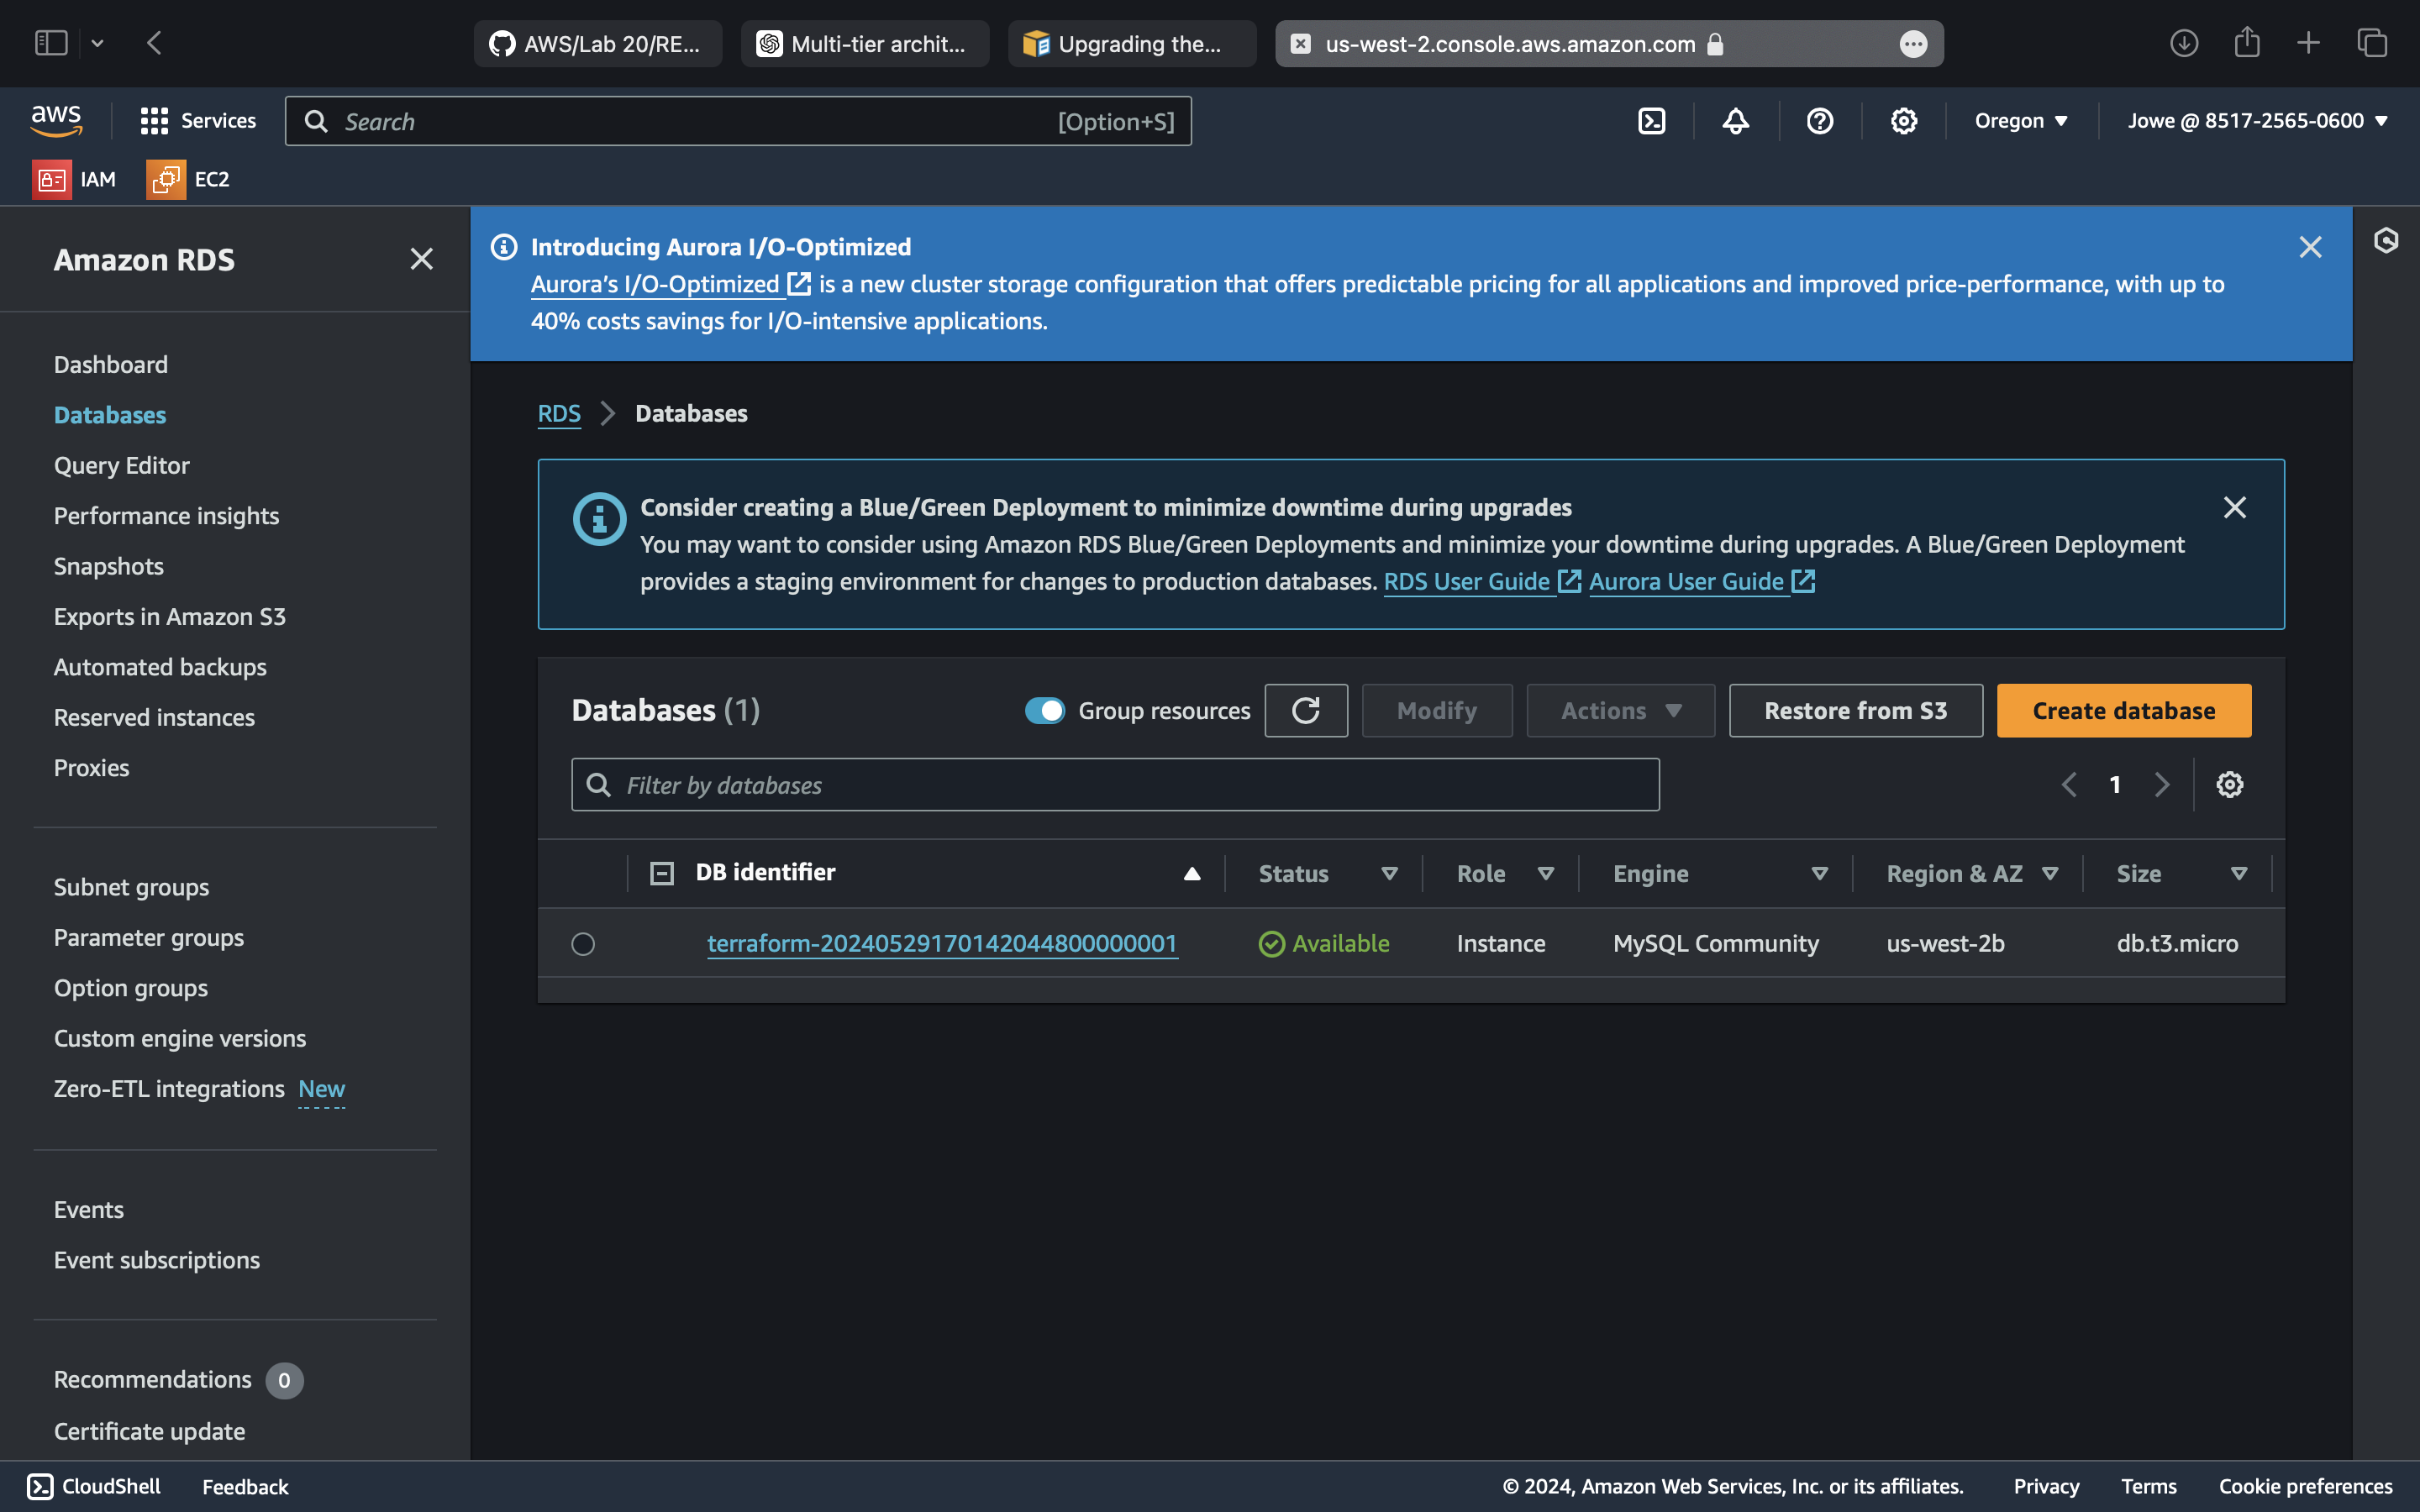 AWS/Lab 20/RE...
Multi-tier archit...
Upgrading the...
us-west-2.console.aws.amazon.com
aws
Services
Search
[Option+S]
Oregon
Jowe @ 8517-2565-0600
IAM
EC2
Amazon RDS
Dashboard
Databases
Query Editor
Performance insights
Snapshots
Exports in Amazon S3
Automated backups
Reserved instances
Proxies
Subnet groups
Parameter groups
Option groups
Custom engine versions
Zero-ETL integrations New
Events
Event subscriptions
Recommendations 0
Certificate update
Introducing Aurora I/O-Optimized
Aurora's I/O-Optimized is a new cluster storage configuration that offers predictable pricing for all applications and improved price-performance, with up to
40% costs savings for I/O-intensive applications.
RDS
Databases
Consider creating a Blue/Green Deployment to minimize downtime during upgrades
You may want to consider using Amazon RDS Blue/Green Deployments and minimize your downtime during upgrades. A Blue/Green Deployment
provides a staging environment for changes to production databases. RDS User Guide Aurora User Guide
Databases (1)
Group resources
Modify
Actions
Restore from S3
Create database
Filter by databases
1
DB identifier
Status
Role
Engine
Region & AZ
Size
terraform-20240529170142044800000001
Available
Instance
MySQL Community
us-west-2b
db.t3.micro
CloudShell
Feedback
© 2024, Amazon Web Services, Inc. or its affiliates.
Privacy
Terms
Cookie preferences